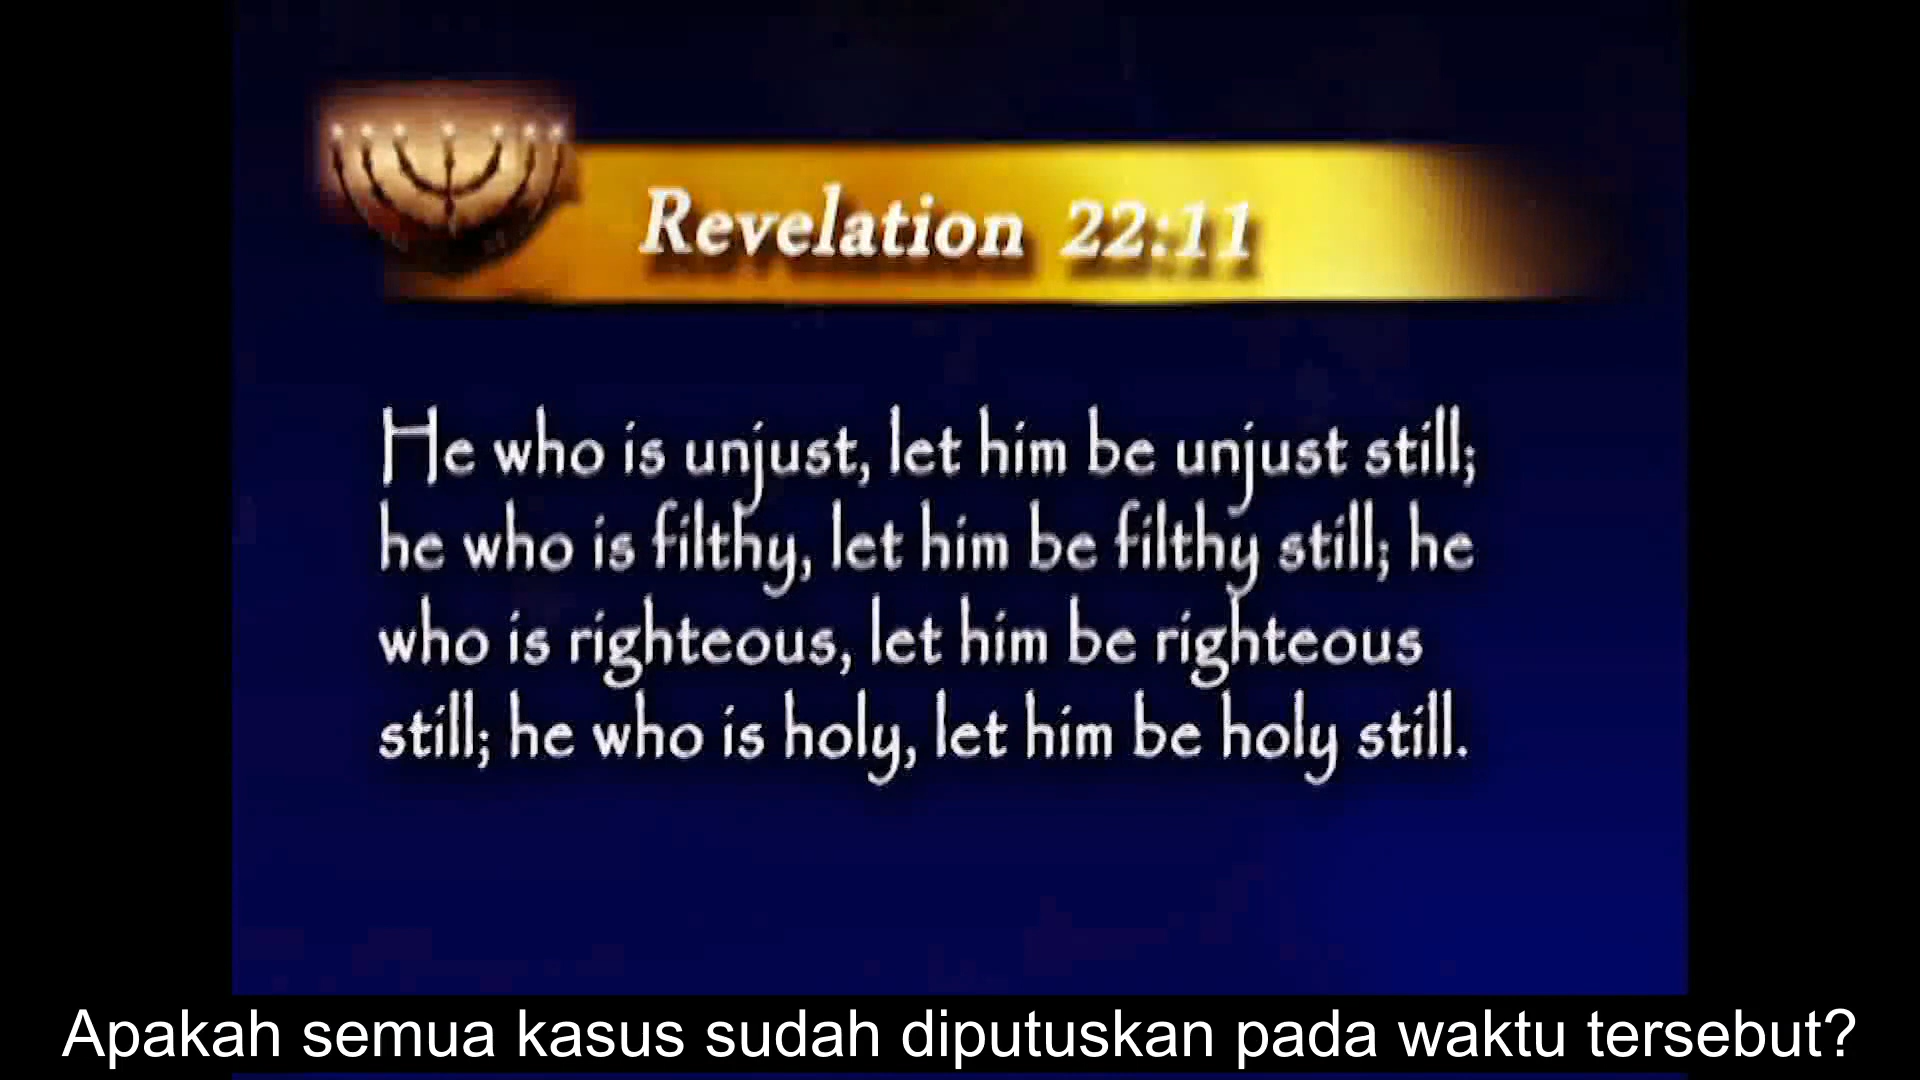 Revelation 22:11
He who is unjust, let him be unjust still;
he who is filthy, let him be filthy still; he
who is righteous, let him be righteous
still; he who is holy, let him be holy still.
Apakah semua kasus sudah diputuskan pada waktu tersebut?